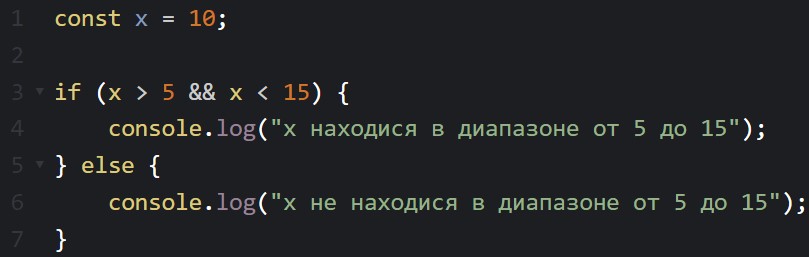 1 const x = 10;
2
3 if (x > 5 && x < 15) {
4     console.log("x находися в диапазоне от 5 до 15");
5 } else {
6     console.log("x не находися в диапазоне от 5 до 15");
7 }